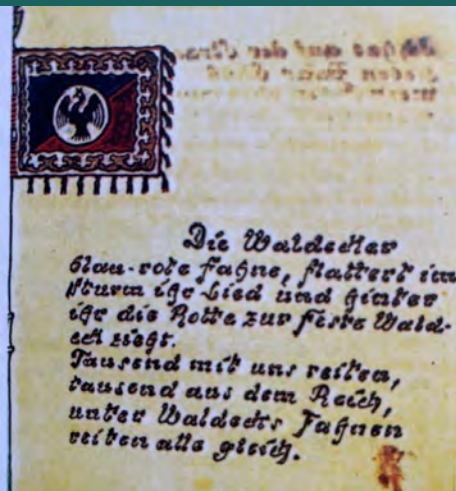 Die Waldecker
blau-rote Fahne, flattert im
Sturm ihr Lied und hinter
ihr die Rotte zur Feste Wald-
eck zieht.
Tausend mit uns reiten,
tausend aus dem Reich,
unter Waldecks Fahnen
reiten alle gleich.